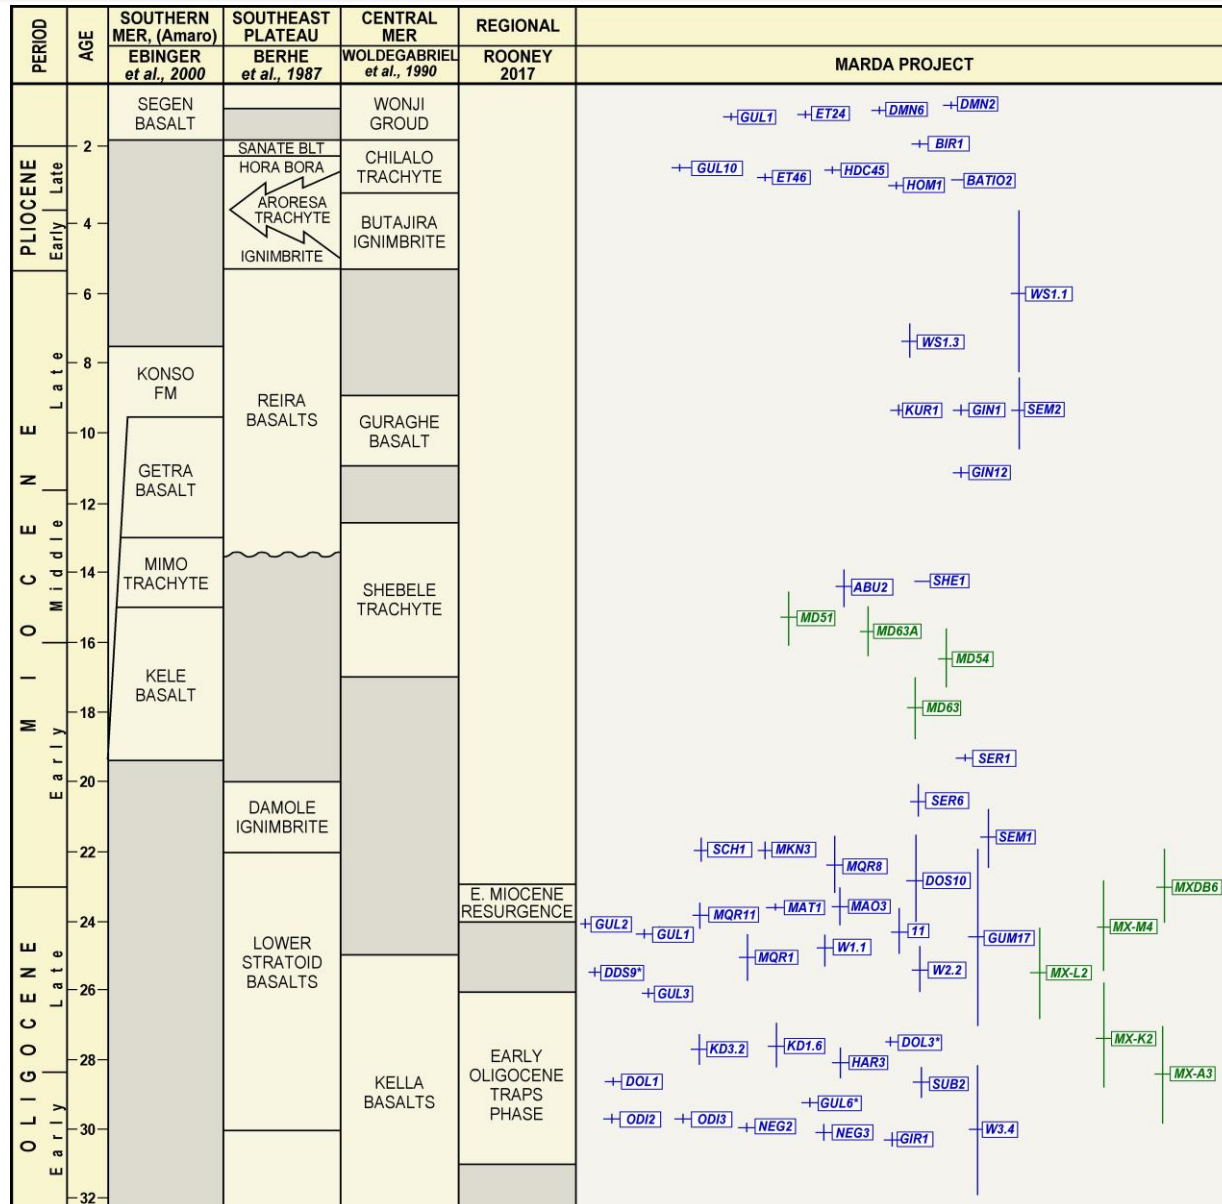 PERIOD
AGE
SOUTHERN
MER, (Amaro)
EBINGER
et al., 2000
SOUTHEAST
PLATEAU
BERHE
et al., 1987
CENTRAL
MER
WOLDEGABRIEL
et al., 1990
REGIONAL
ROONEY
2017
MARDA PROJECT
PLIOCENE
Late
Early
MIOCENE
Late
Middle
Early
OLIGOCENE
Late
Early
2
4
6
8
10
12
14
16
18
20
22
24
26
28
30
32
SEGEN
BASALT
KONSO
FM
GETRA
BASALT
MIMO
TRACHYTE
KELE
BASALT
SANATE BLT
HORA BORA
ARORESA
TRACHYTE
IGNIMBRITE
REIRA
BASALTS
DAMOLE
IGNIMBRITE
LOWER
STRATOID
BASALTS
WONJI
GROUD
CHILALO
TRACHYTE
BUTAJIRA
IGNIMBRITE
GURAGHE
BASALT
SHEBELE
TRACHYTE
KELLA
BASALTS
E. MIOCENE
RESURGENCE
EARLY
OLIGOCENE
TRAPS
PHASE
GUL1 ET24 DMN6 DMN2
BIR1
GUL10 ET46 HDC45 HOM1 BATIO2
WS1.1
WS1.3
KUR1 GIN1 SEM2
GIN12
ABU2 SHE1
MD51 MD63A
MD54
MD63
SER1
SER6
SEM1
SCH1 MKN3
MQR8
DOS10 MXDB6
MQR11 MAT1 MAO3
GUL2 GUL1 11 GUM17 MX-M4
MQR1 W1.1
DDS9* W2.2 MX-L2
GUL3
KD3.2 KD1.6 DOL3* MX-K2
HAR3
DOL1 SUB2 MX-A3
GUL6*
ODI2 ODI3 NEG2 NEG3 GIR1 W3.4